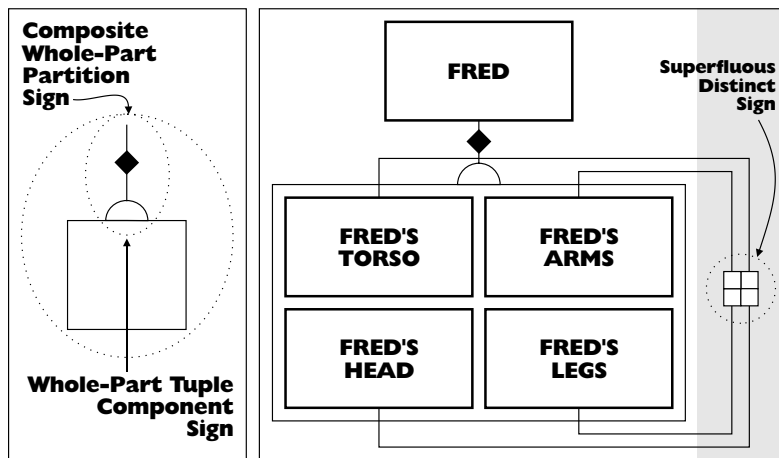 Composite
Whole-Part
Partition
Sign
Whole-Part Tuple
Component
Sign
FRED
Superfluous
Distinct
Sign
FRED'S
TORSO
FRED'S
ARMS
FRED'S
HEAD
FRED'S
LEGS